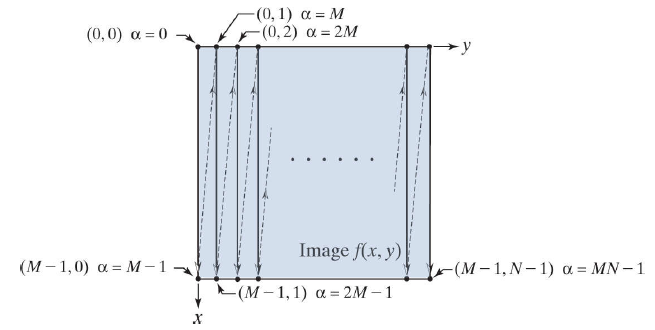 (0, 1) α = M
(0, 0) α = 0
(0, 2) α = 2M
y
Image f(x, y)
(M − 1, 0) α = M − 1
(M − 1, N − 1) α = MN − 1
(M − 1, 1) α = 2M − 1
x